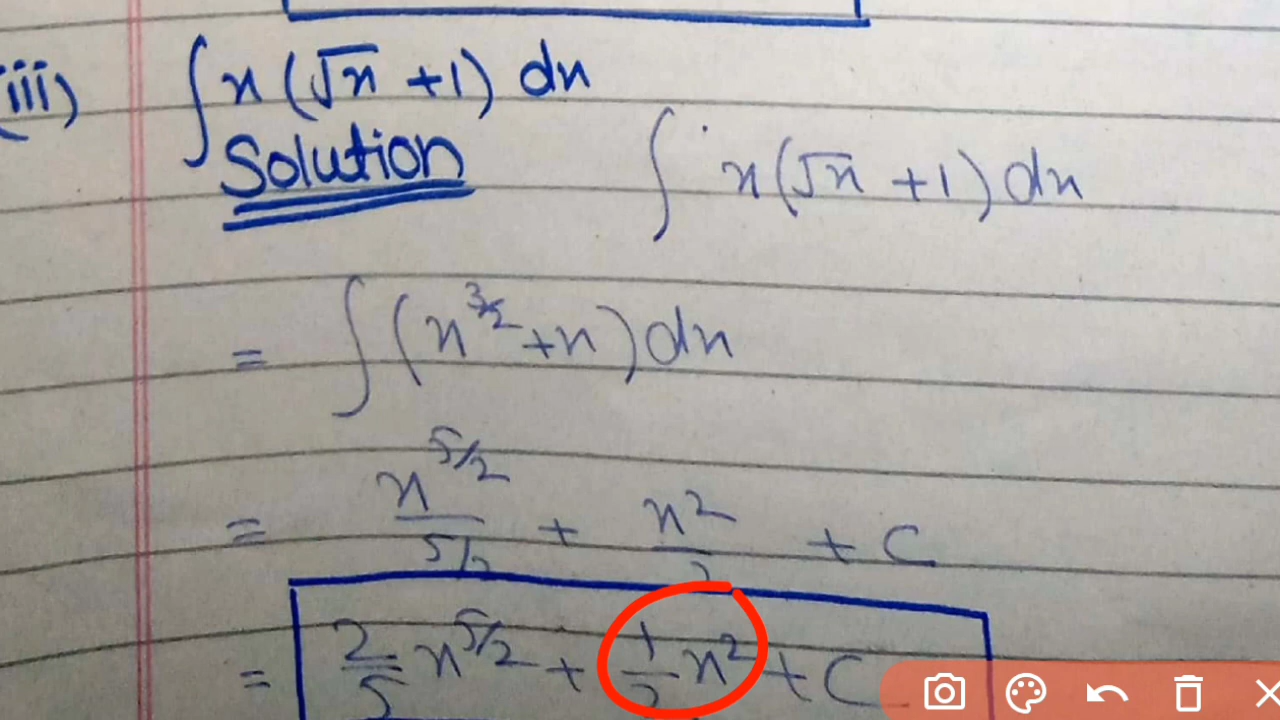 (iii) ∫x(√x +1) dx
Solution
∫ x(√x +1) dx
= ∫(x^3/2 + x) dx
= x^5/2 / 5/2 + x^2 / 2 + C
= 2/5 x^5/2 + 1/2 x^2 + C